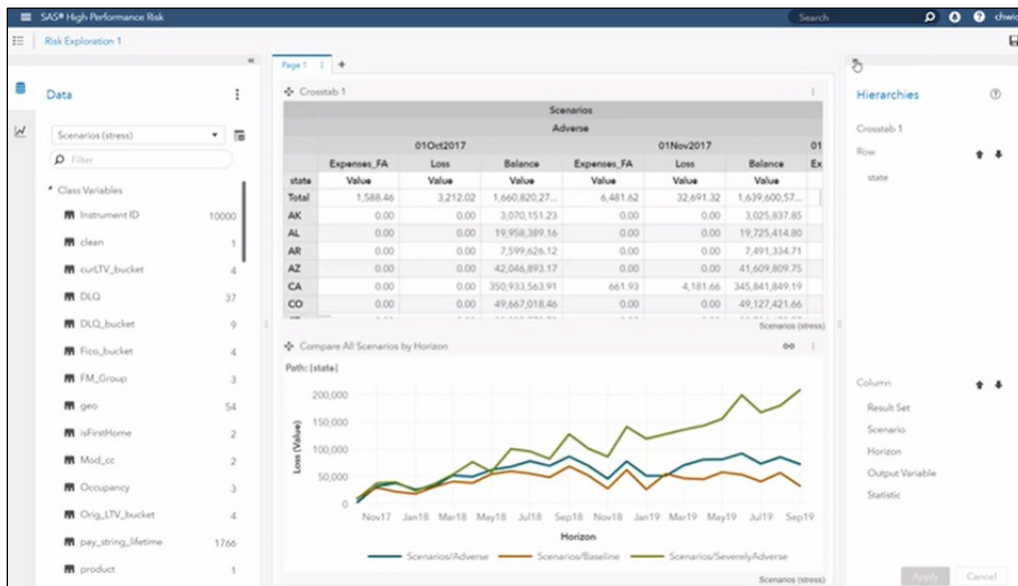 SAS® High-Performance Risk
Search
chwic
Risk Exploration 1
Data
Scenarios (stress)
Filter
Class Variables
Instrument ID 10000
clean 1
curLTV_bucket 4
DLQ 37
DLQ_bucket 9
Fico_bucket 4
FM_Group 3
geo 54
isFirstHome 2
Mod_cc 2
Occupancy 3
Orig_LTV_bucket 4
pay_string_lifetime 1766
product 1
Page 1
Crosstab 1
Scenarios
Adverse
01Oct2017 01Nov2017 01
Expenses_FA Loss Balance Expenses_FA Loss Balance Ex
state Value Value Value Value Value Value
Total 1,588.46 3,212.02 1,660,820,27... 6,481.62 32,691.32 1,639,600,57...
AK 0.00 0.00 3,070,151.23 0.00 0.00 3,025,837.85
AL 0.00 0.00 19,958,389.16 0.00 0.00 19,725,414.80
AR 0.00 0.00 7,599,626.12 0.00 0.00 7,491,334.71
AZ 0.00 0.00 42,046,893.17 0.00 0.00 41,609,809.75
CA 0.00 0.00 350,933,563.91 661.93 4,181.66 345,841,849.19
CO 0.00 0.00 49,667,018.46 0.00 0.00 49,127,421.66
Scenarios (stress)
Compare All Scenarios by Horizon
Path: [state]
Loss (Value)
200,000
150,000
100,000
50,000
0
Nov17 Jan18 Mar18 May18 Jul18 Sep18 Nov18 Jan19 Mar19 May19 Jul19 Sep19
Horizon
Scenarios/Adverse Scenarios/Baseline Scenarios/SeverelyAdverse
Scenarios (stress)
Hierarchies
Crosstab 1
Row
state
Column
Result Set
Scenario
Horizon
Output Variable
Statistic
Apply Cancel